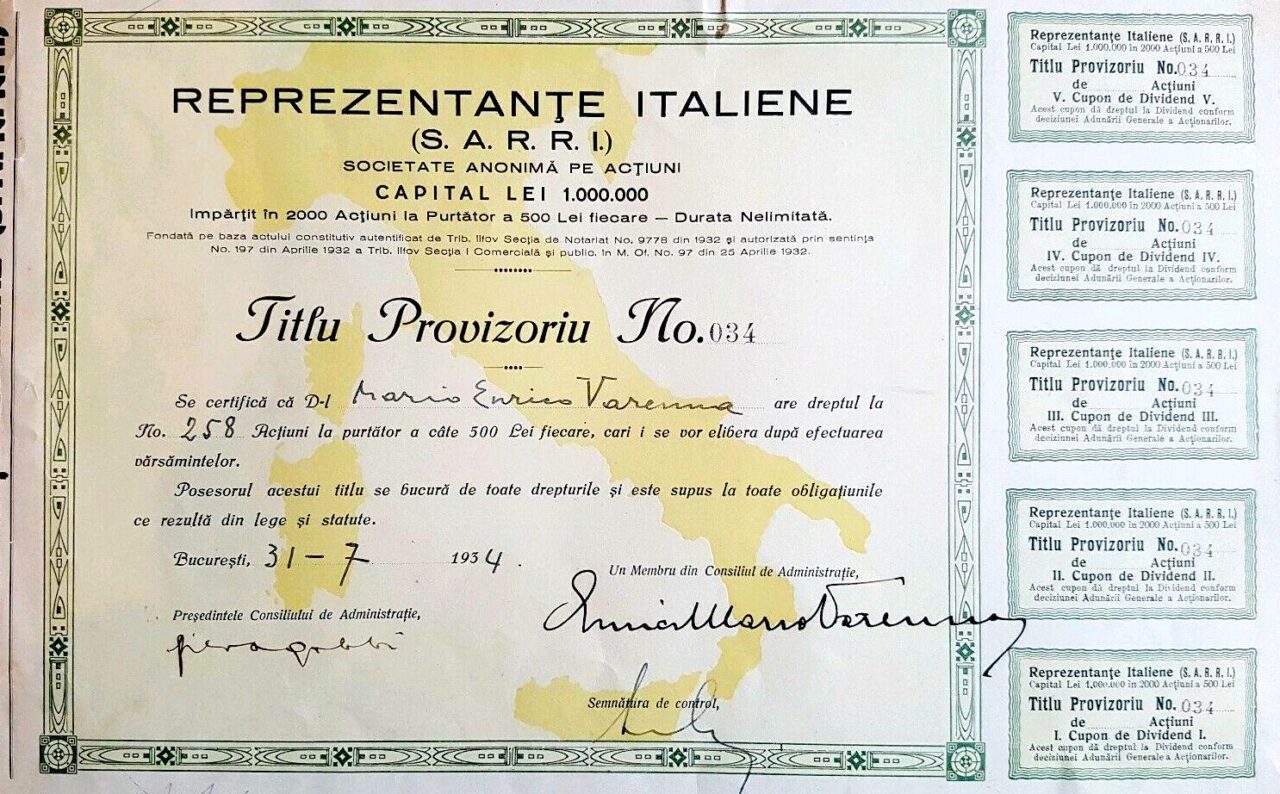 REPREZENTANŢE ITALIENE
(S. A. R. R. I.)
SOCIETATE ANONIMĂ PE ACŢIUNI
CAPITAL LEI 1.000.000
Impărţit în 2000 Acţiuni la Purtător a 500 Lei fiecare — Durata Nelimitată.
Fondată pe baza actului constitutiv autentificat de Trib. Ilfov Secţia de Notariat No. 9778 din 1932 şi autorizată prin sentinţa
No. 197 din Aprilie 1932 a Trib. Ilfov Secţia I Comercială şi public. în M. Of. No. 97 din 25 Aprilie 1932.
Titlu Provizoriu No. 034
Se certifică că D-l Mario Enrico Varenna are dreptul la
No. 258 Acţiuni la purtător a câte 500 Lei fiecare, cari i se vor elibera după efectuarea
vărsămintelor.
Posesorul acestui titlu se bucură de toate drepturile şi este supus la toate obligaţiunile
ce rezultă din lege şi statute.
Bucureşti, 31 - 7 1934.
Un Membru din Consiliul de Administraţie,
Preşedintele Consiliului de Administraţie,
Semnătura de control,
Reprezentanţe Italiene (S. A. R. R. I.)
Capital Lei 1.000.000 în 2000 Acţiuni a 500 Lei
Titlu Provizoriu No. 034
de Acţiuni
V. Cupon de Dividend V.
Acest cupon dă dreptul la Dividend conform
deciziunei Adunării Generale a Acţionarilor.
Reprezentanţe Italiene (S. A. R. R. I.)
Capital Lei 1.000.000 în 2000 Acţiuni a 500 Lei
Titlu Provizoriu No. 034
de Acţiuni
IV. Cupon de Dividend IV.
Acest cupon dă dreptul la Dividend conform
deciziunei Adunării Generale a Acţionarilor.
Reprezentanţe Italiene (S. A. R. R. I.)
Capital Lei 1.000.000 în 2000 Acţiuni a 500 Lei
Titlu Provizoriu No. 034
de Acţiuni
III. Cupon de Dividend III.
Acest cupon dă dreptul la Dividend conform
deciziunei Adunării Generale a Acţionarilor.
Reprezentanţe Italiene (S. A. R. R. I.)
Capital Lei 1.000.000 în 2000 Acţiuni a 500 Lei
Titlu Provizoriu No. 034
de Acţiuni
II. Cupon de Dividend II.
Acest cupon dă dreptul la Dividend conform
deciziunei Adunării Generale a Acţionarilor.
Reprezentanţe Italiene (S. A. R. R. I.)
Capital Lei 1.000.000 în 2000 Acţiuni a 500 Lei
Titlu Provizoriu No. 034
de Acţiuni
I. Cupon de Dividend I.
Acest cupon dă dreptul la Dividend conform
deciziunei Adunării Generale a Acţionarilor.